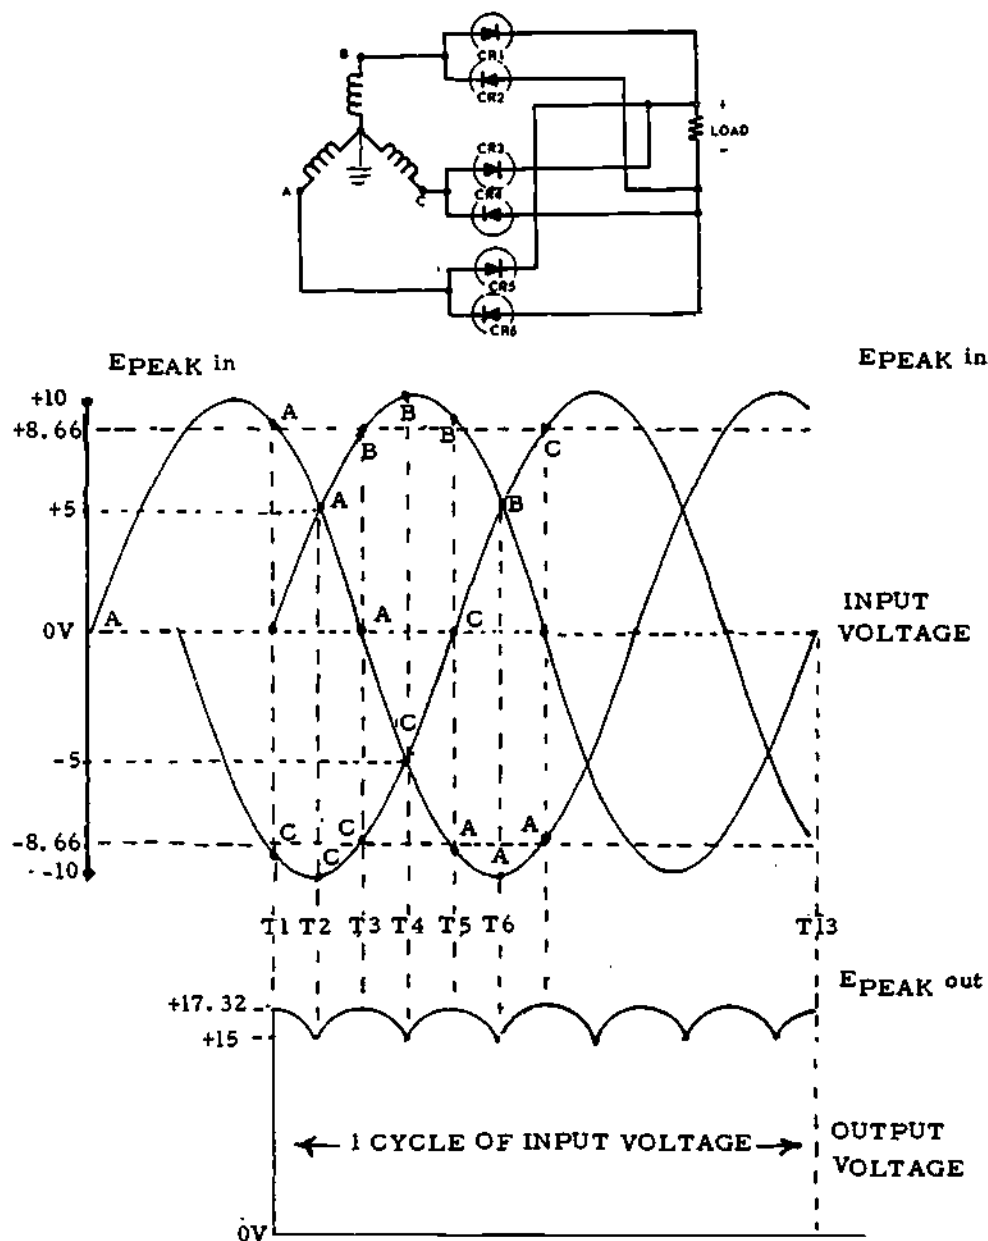 B
CR1
CR2
+
LOAD
-
CR3
A
C
CR4
CR5
CR6
EPEAK in
EPEAK in
+10
+8.66
A
B
B
B
C
+5
A
B
INPUT
VOLTAGE
0V
A
A
C
C
-5
-8.66
C
C
A
A
-10
C
A
T1 T2 T3 T4 T5 T6 T13
EPEAK out
+17.32
+15
1 CYCLE OF INPUT VOLTAGE
OUTPUT
VOLTAGE
0V